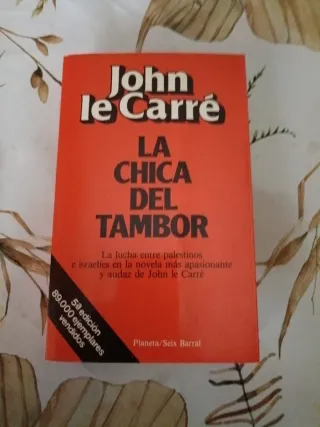 John
le Carré
LA
CHICA
DEL
TAMBOR
La lucha entre palestinos
e israelíes en la novela más apasionante
y audaz de John le Carré
5ª edición
89.000 ejemplares
vendidos
Planeta/Seix Barral